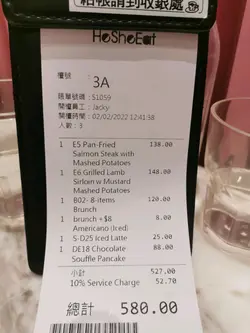 結帳請到收銀處
HeSheEat
檯號 : 3A
賬單號碼 : 51059
開檯員工 : Jacky
開檯時間 : 02/02/2022 12:41:38
人數 : 3
1 E5 Pan-Fried 138.00
Salmon Steak with
Mashed Potatoes
1 E6 Grilled Lamb 148.00
Sirloin w Mustard
Mashed Potatoes
1 B02- 8-items 120.00
Brunch
1 brunch +$8 8.00
Americano (Iced)
1 S-D25 Iced Latte 25.00
1 DE18 Chocolate 88.00
Souffle Pancake
小計 527.00
10% Service Charge 52.70
總計 580.00